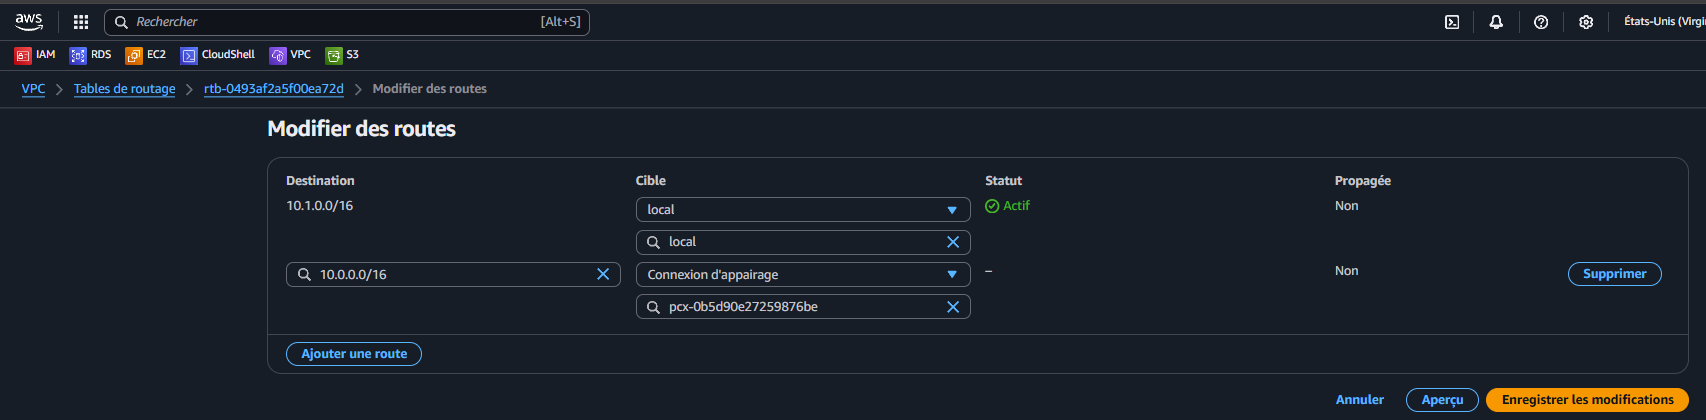 aws
Rechercher [Alt+S] États-Unis (Virgi
IAM RDS EC2 CloudShell VPC S3
VPC > Tables de routage > rtb-0493af2a5f00ea72d > Modifier des routes
Modifier des routes
Destination Cible Statut Propagée
10.1.0.0/16 local Actif Non
local
10.0.0.0/16 Connexion d'appairage – Non Supprimer
pcx-0b5d90e27259876be
Ajouter une route
Annuler Aperçu Enregistrer les modifications